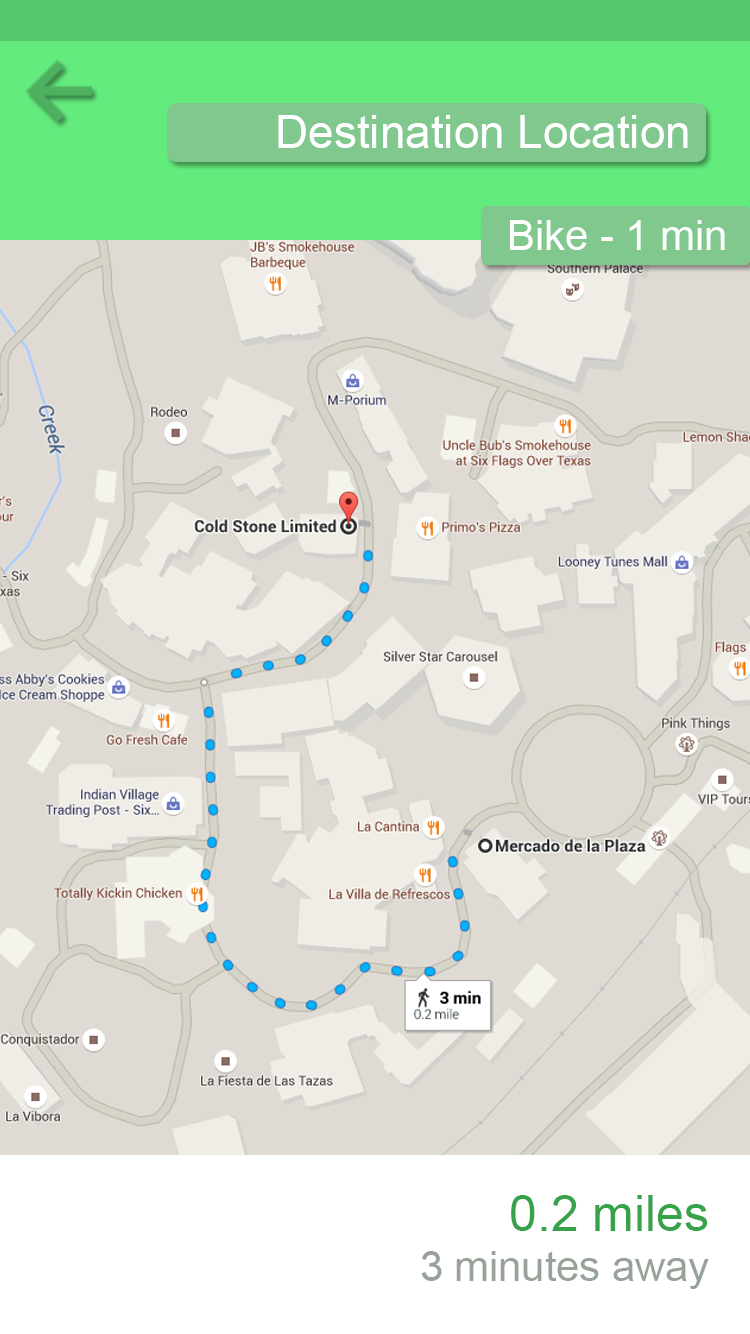 Destination Location
Bike - 1 min
JB's Smokehouse
Barbeque
Southern Palace
Creek
Rodeo
M-Porium
Uncle Bub's Smokehouse
at Six Flags Over Texas
Lemon Sha
r's
our
Cold Stone Limited
Primo's Pizza
Looney Tunes Mall
- Six
xas
Silver Star Carousel
Flags
ss Abby's Cookies
Ice Cream Shoppe
Go Fresh Cafe
Pink Things
Indian Village
Trading Post - Six...
VIP Tours
La Cantina
Mercado de la Plaza
Totally Kickin Chicken
La Villa de Refrescos
3 min
0.2 mile
Conquistador
La Fiesta de Las Tazas
La Vibora
0.2 miles
3 minutes away